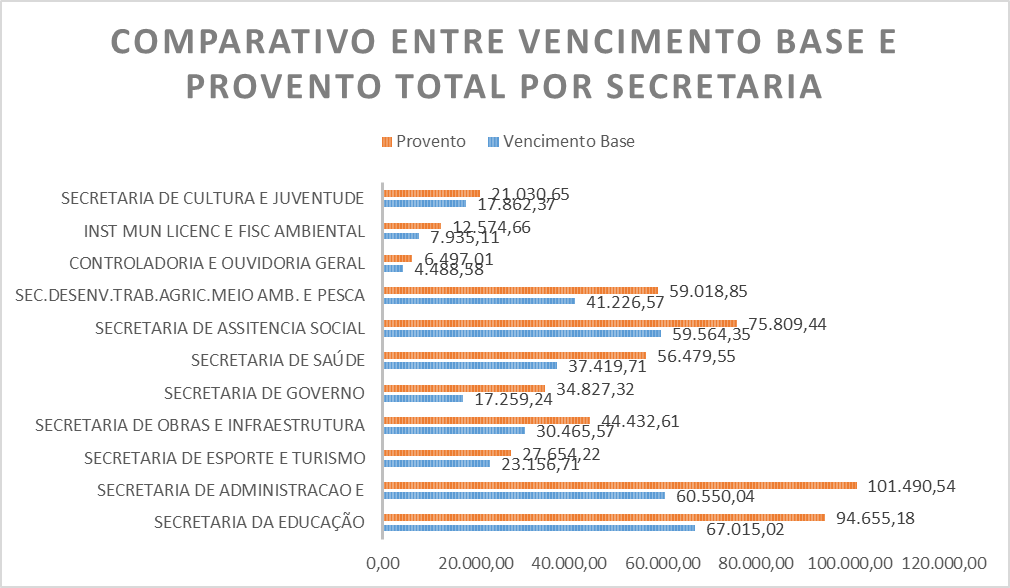 COMPARATIVO ENTRE VENCIMENTO BASE E
PROVENTO TOTAL POR SECRETARIA
Provento Vencimento Base
SECRETARIA DE CULTURA E JUVENTUDE 21.030,65
17.862,37
INST MUN LICENC E FISC AMBIENTAL 12.574,66
7.935,11
CONTROLADORIA E OUVIDORIA GERAL 6.497,01
4.488,58
SEC.DESENV.TRAB.AGRIC.MEIO AMB. E PESCA 59.018,85
41.226,57
SECRETARIA DE ASSITENCIA SOCIAL 75.809,44
59.564,35
SECRETARIA DE SAÚDE 56.479,55
37.419,71
SECRETARIA DE GOVERNO 34.827,32
17.259,24
SECRETARIA DE OBRAS E INFRAESTRUTURA 44.432,61
30.465,57
SECRETARIA DE ESPORTE E TURISMO 27.654,22
23.156,71
SECRETARIA DE ADMINISTRACAO E 101.490,54
60.550,04
SECRETARIA DA EDUCAÇÃO 94.655,18
67.015,02
0,00 20.000,00 40.000,00 60.000,00 80.000,00 100.000,00 120.000,00